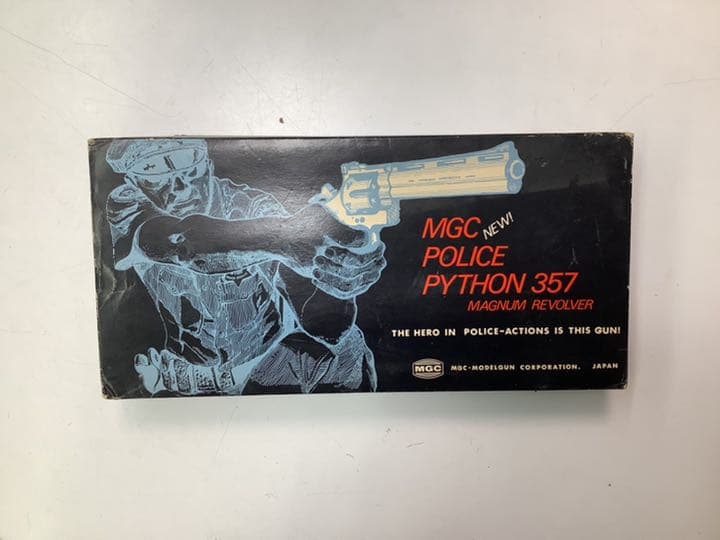 MGC NEW!
POLICE
PYTHON 357
MAGNUM REVOLVER
THE HERO IN POLICE-ACTIONS IS THIS GUN!
MGC MGC-MODELGUN CORPORATION. JAPAN